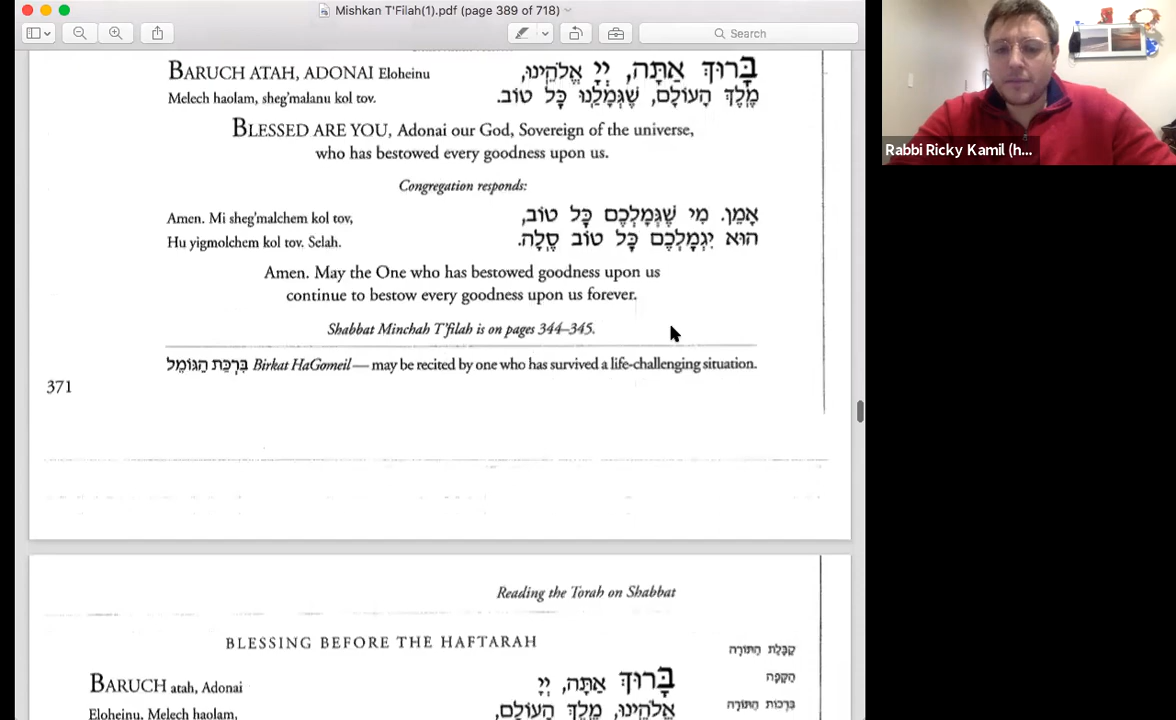 Mishkan T'Filah(1).pdf (page 389 of 718)
Search
BARUCH ATAH, ADONAI Eloheinu
Melech haolam, sheg'malanu kol tov.
בָּרוּךְ אַתָּה, יְיָ אֱלֹהֵינוּ,
מֶלֶךְ הָעוֹלָם, שֶׁגְּמָלַנוּ כָּל טוֹב.
BLESSED ARE YOU, Adonai our God, Sovereign of the universe,
who has bestowed every goodness upon us.
Congregation responds:
Amen. Mi sheg'malchem kol tov,
Hu yigmolchem kol tov. Selah.
אָמֵן. מִי שֶׁגְּמָלְכֶם כָּל טוֹב,
הוּא יִגְמָלְכֶם כָּל טוֹב סֶלָה.
Amen. May the One who has bestowed goodness upon us
continue to bestow every goodness upon us forever.
Shabbat Minchah T'filah is on pages 344–345.
בִּרְכַּת הַגּוֹמֵל Birkat HaGomeil — may be recited by one who has survived a life-challenging situation.
371
Reading the Torah on Shabbat
BLESSING BEFORE THE HAFTARAH
BARUCH atah, Adonai
Eloheinu, Melech haolam,
בָּרוּךְ אַתָּה, יְיָ
אֱלֹהֵינוּ, מֶלֶךְ הָעוֹלָם,
קַבָּלַת הַתּוֹרָה
הַקָּפָה
בִּרְכוֹת הַתּוֹרָה
Rabbi Ricky Kamil (h...